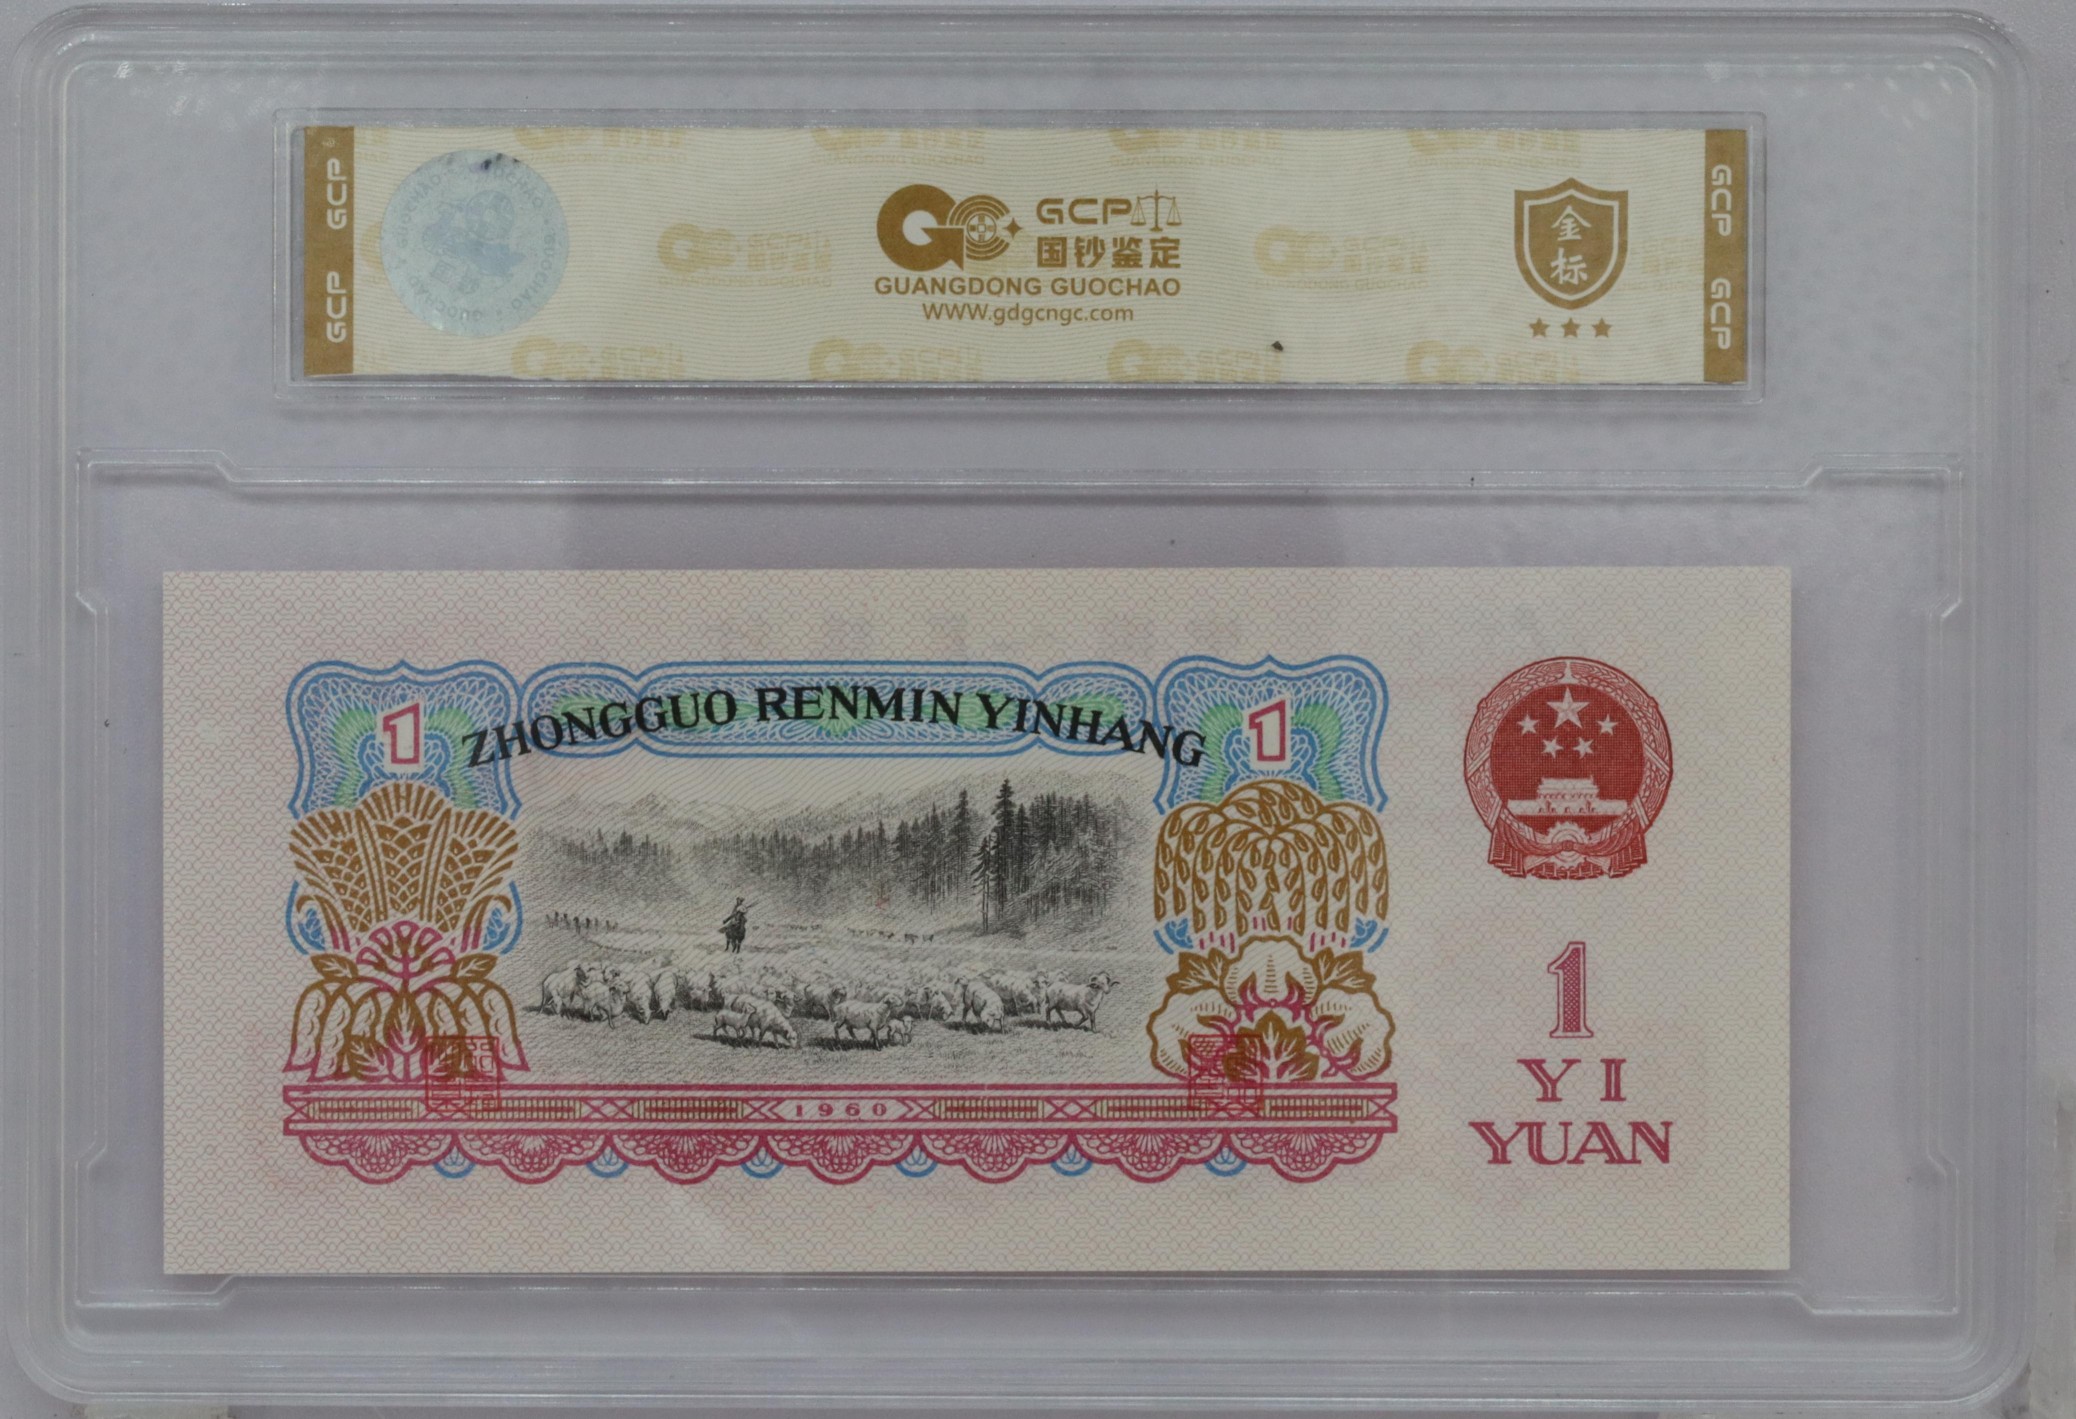 GCP
GCP
GCP
国钞鉴定
GUANGDONG GUOCHAO
WWW.gdgcngc.com
金
标
GCP
GCP
1
ZHONGGUO RENMIN YINHANG
1
1960
1
YI
YUAN